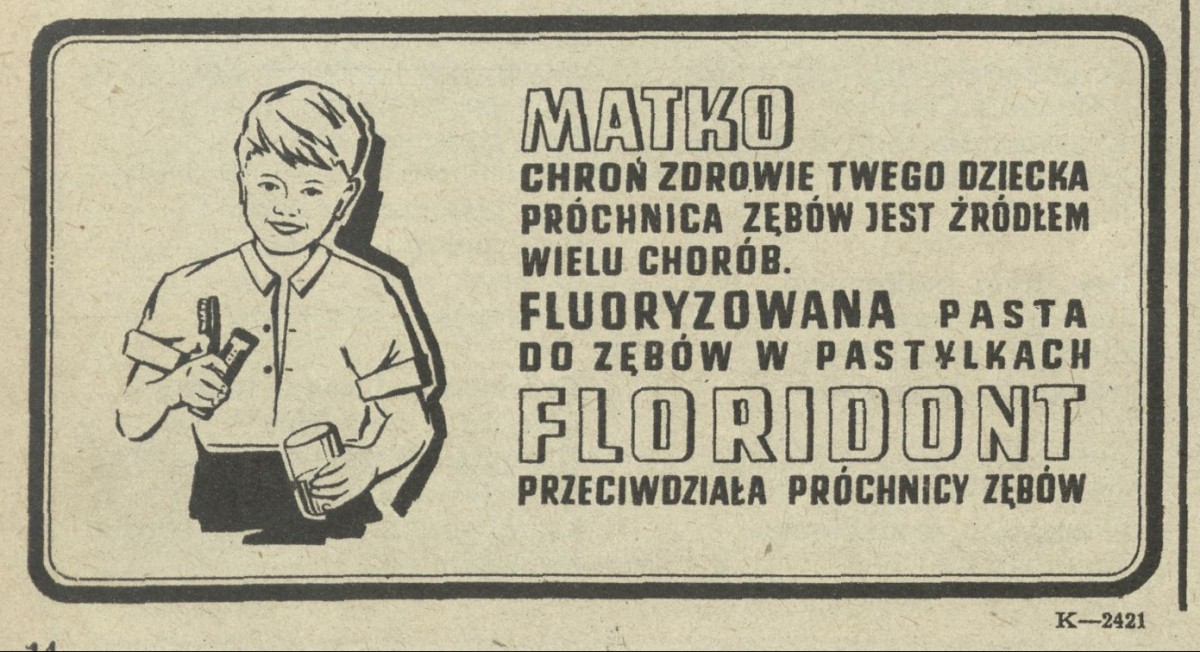 MATKO
CHROŃ ZDROWIE TWEGO DZIECKA
PRÓCHNICA ZĘBÓW JEST ŹRÓDŁEM
WIELU CHORÓB.
FLUORYZOWANA PASTA
DO ZĘBÓW W PASTYLKACH
FLORIDONT
PRZECIWDZIAŁA PRÓCHNICY ZĘBÓW
K—2421